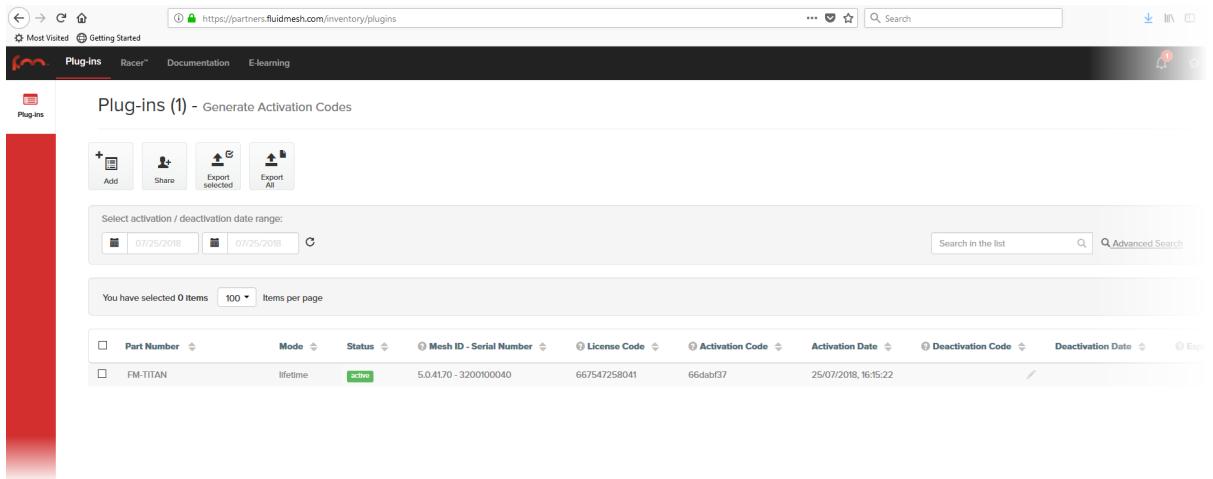 https://partners.fluidmesh.com/inventory/plugins
Search
Most Visited Getting Started
fm Plug-ins Racer™ Documentation E-learning 1
Plug-ins
Plug-ins (1) - Generate Activation Codes
Add Share Export selected Export All
Select activation / deactivation date range:
07/25/2018 07/25/2018 Search in the list Advanced Search
You have selected 0 items 100 Items per page
Part Number Mode Status Mesh ID - Serial Number License Code Activation Code Activation Date Deactivation Code Deactivation Date
FM-TITAN lifetime active 5.0.41.70 - 3200100040 667547258041 66dabf37 25/07/2018, 16:15:22